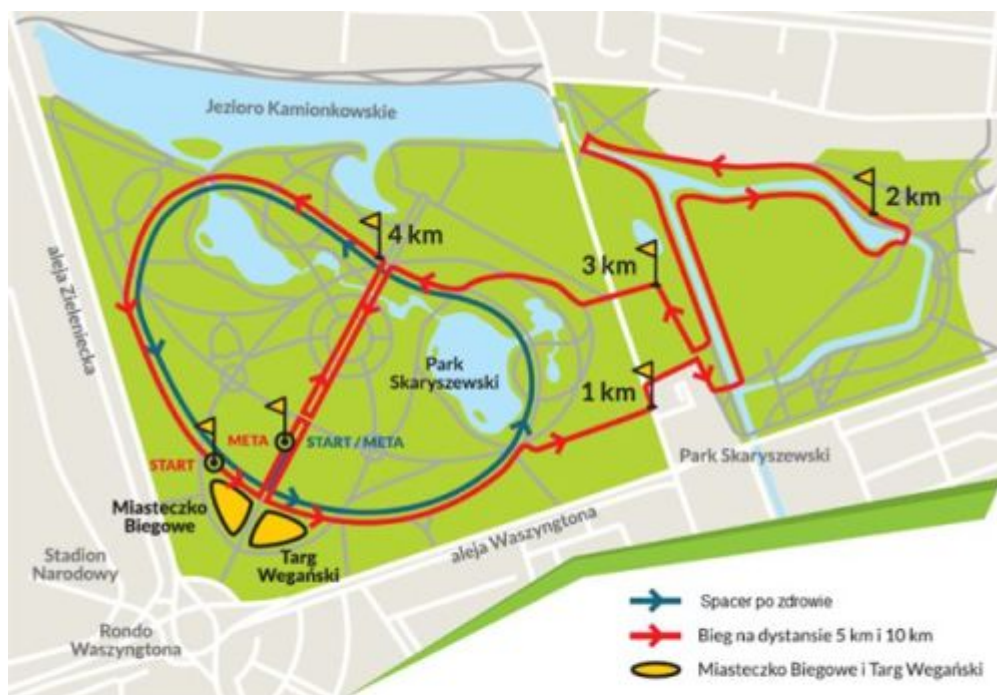 Jezioro Kamionkowskie
2 km
4 km
3 km
aleja Zieleniecka
Park
Skaryszewski
1 km
META
START / META
START
Park Skaryszewski
Miasteczko
Biegowe
Targ
Wegański
aleja Waszyngtona
Stadion
Narodowy
Rondo
Waszyngtona
Spacer po zdrowie
Bieg na dystansie 5 km i 10 km
Miasteczko Biegowe i Targ Wegański